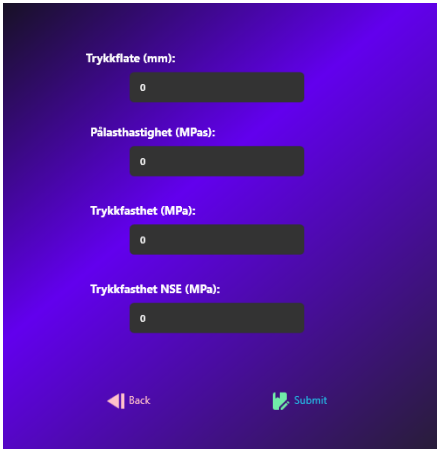 Trykkflate (mm):
0
Pålasthastighet (MPas):
0
Trykkfasthet (MPa):
0
Trykkfasthet NSE (MPa):
0
Back Submit